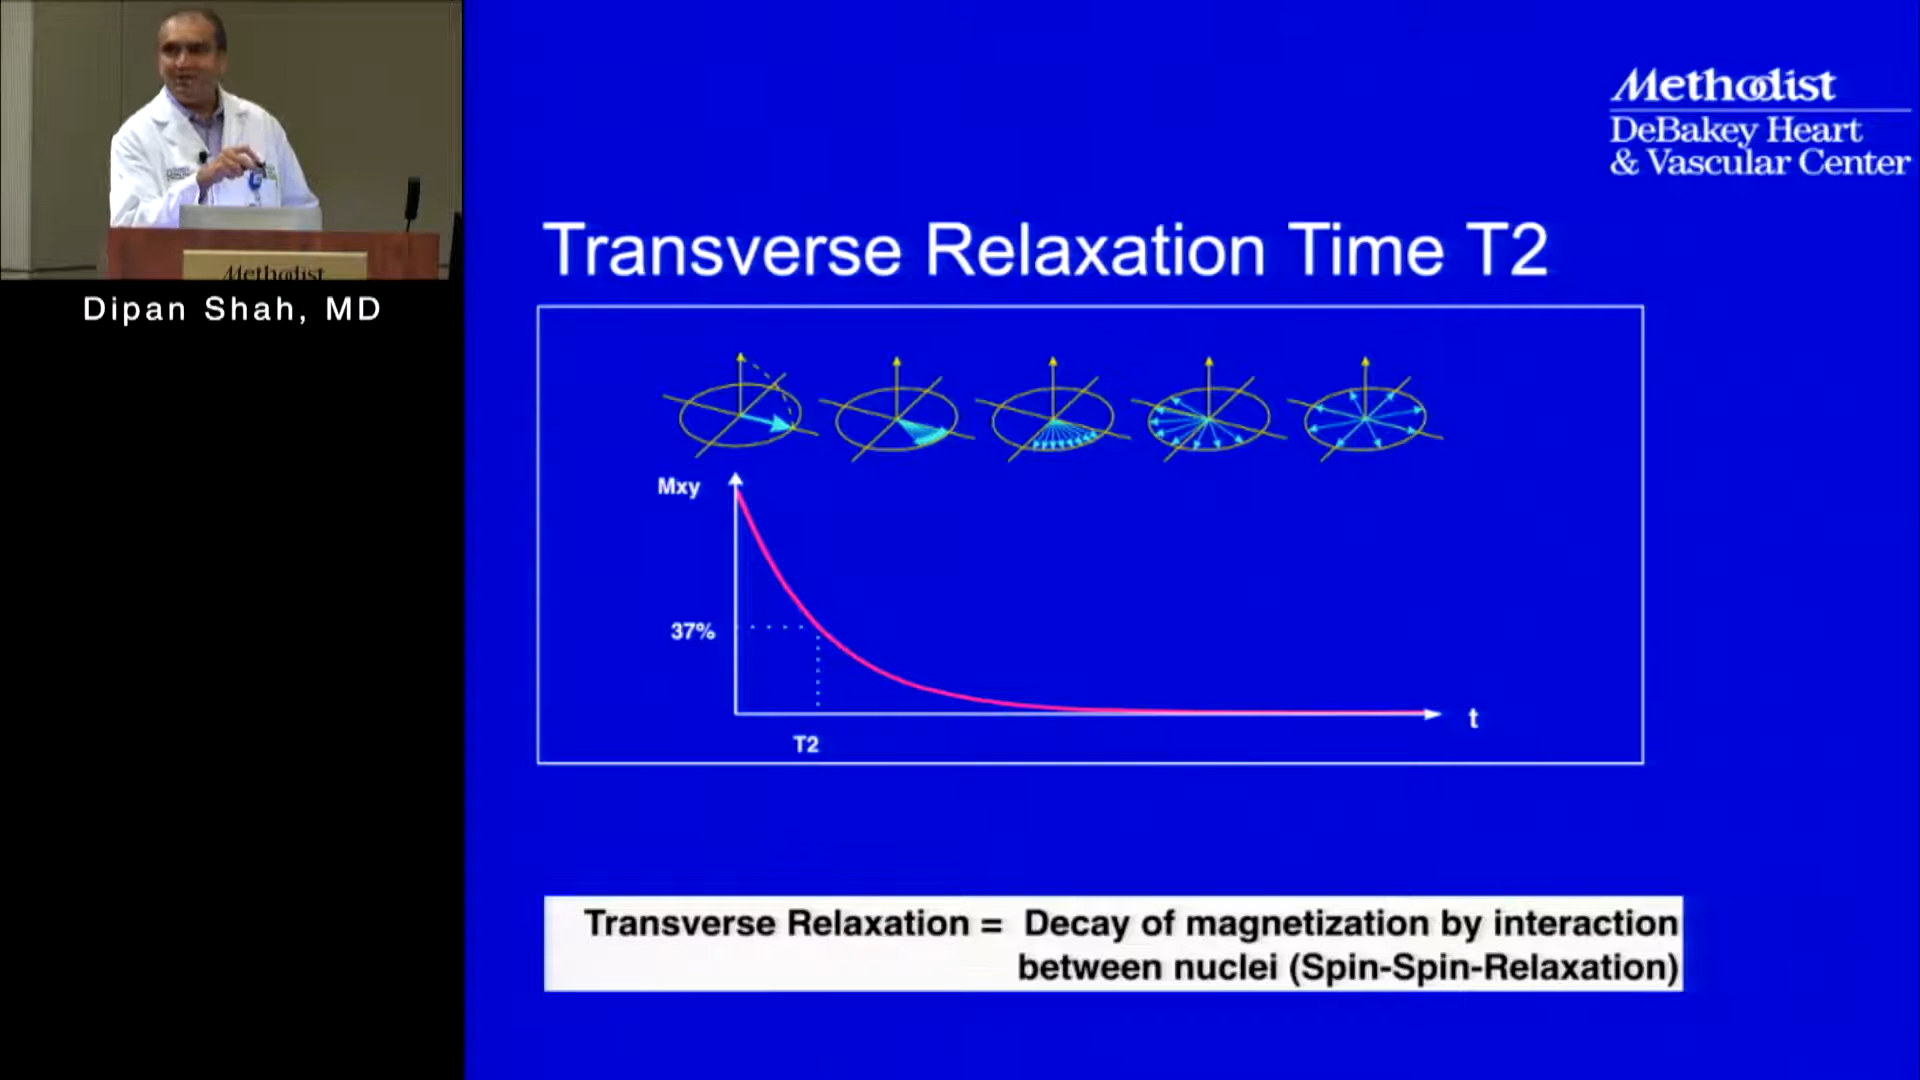 Methodist
DeBakey Heart
& Vascular Center
Transverse Relaxation Time T2
Methodist
Dipan Shah, MD
Mxy
37%
t
T2
Transverse Relaxation = Decay of magnetization by interaction
between nuclei (Spin-Spin-Relaxation)